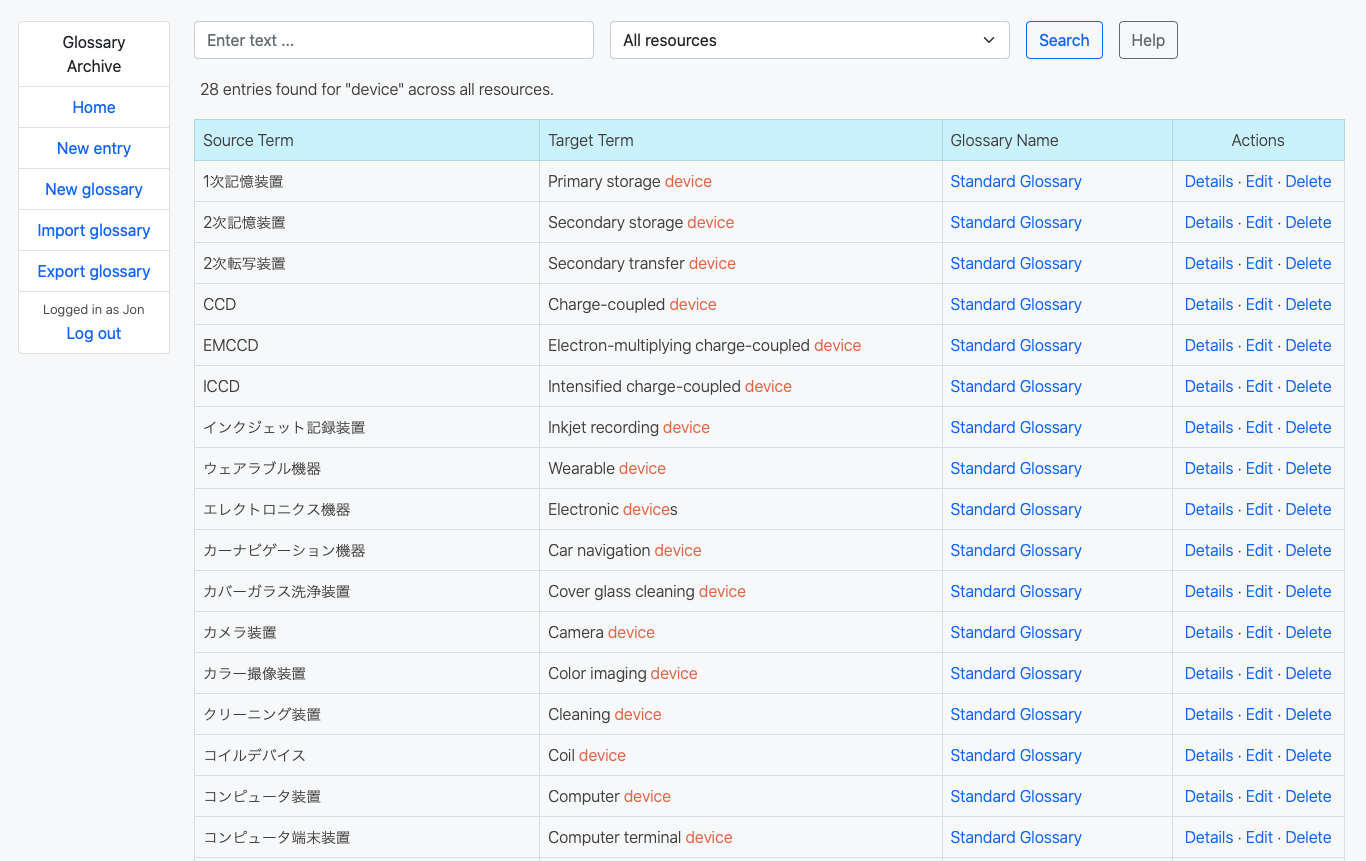 Glossary
Archive
Home
New entry
New glossary
Import glossary
Export glossary
Logged in as Jon
Log out
Enter text ... All resources Search Help
28 entries found for "device" across all resources.
Source Term Target Term Glossary Name Actions
1次記憶装置 Primary storage device Standard Glossary Details · Edit · Delete
2次記憶装置 Secondary storage device Standard Glossary Details · Edit · Delete
2次転写装置 Secondary transfer device Standard Glossary Details · Edit · Delete
CCD Charge-coupled device Standard Glossary Details · Edit · Delete
EMCCD Electron-multiplying charge-coupled device Standard Glossary Details · Edit · Delete
ICCD Intensified charge-coupled device Standard Glossary Details · Edit · Delete
インクジェット記録装置 Inkjet recording device Standard Glossary Details · Edit · Delete
ウェアラブル機器 Wearable device Standard Glossary Details · Edit · Delete
エレクトロニクス機器 Electronic devices Standard Glossary Details · Edit · Delete
カーナビゲーション機器 Car navigation device Standard Glossary Details · Edit · Delete
カバーガラス洗浄装置 Cover glass cleaning device Standard Glossary Details · Edit · Delete
カメラ装置 Camera device Standard Glossary Details · Edit · Delete
カラー撮像装置 Color imaging device Standard Glossary Details · Edit · Delete
クリーニング装置 Cleaning device Standard Glossary Details · Edit · Delete
コイルデバイス Coil device Standard Glossary Details · Edit · Delete
コンピュータ装置 Computer device Standard Glossary Details · Edit · Delete
コンピュータ端末装置 Computer terminal device Standard Glossary Details · Edit · Delete